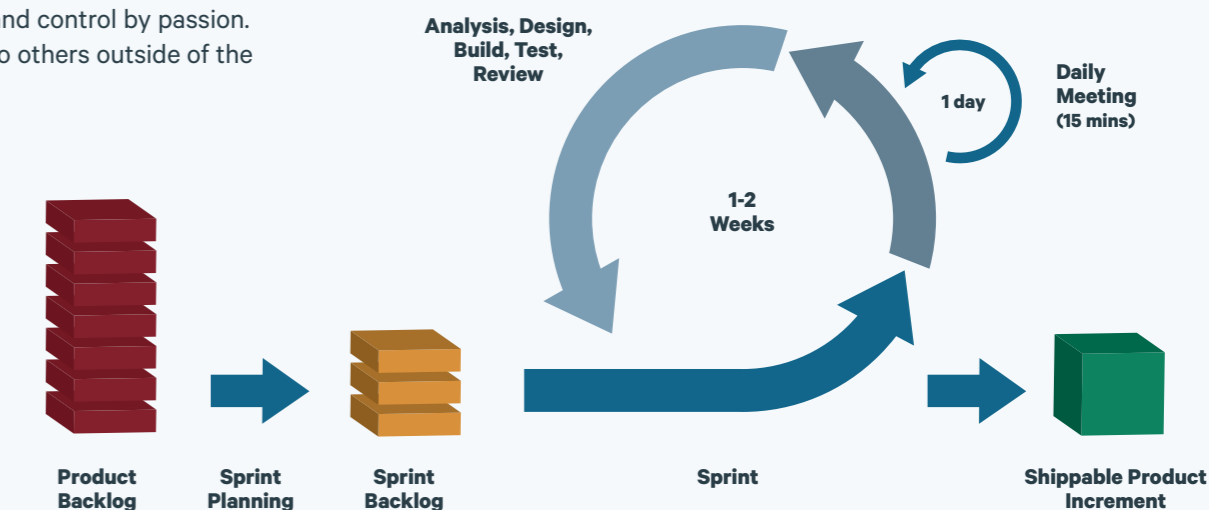 and control by passion.
o others outside of the
Analysis, Design,
Build, Test,
Review
1 day
Daily
Meeting
(15 mins)
1-2
Weeks
Product
Backlog
Sprint
Planning
Sprint
Backlog
Sprint
Shippable Product
Increment